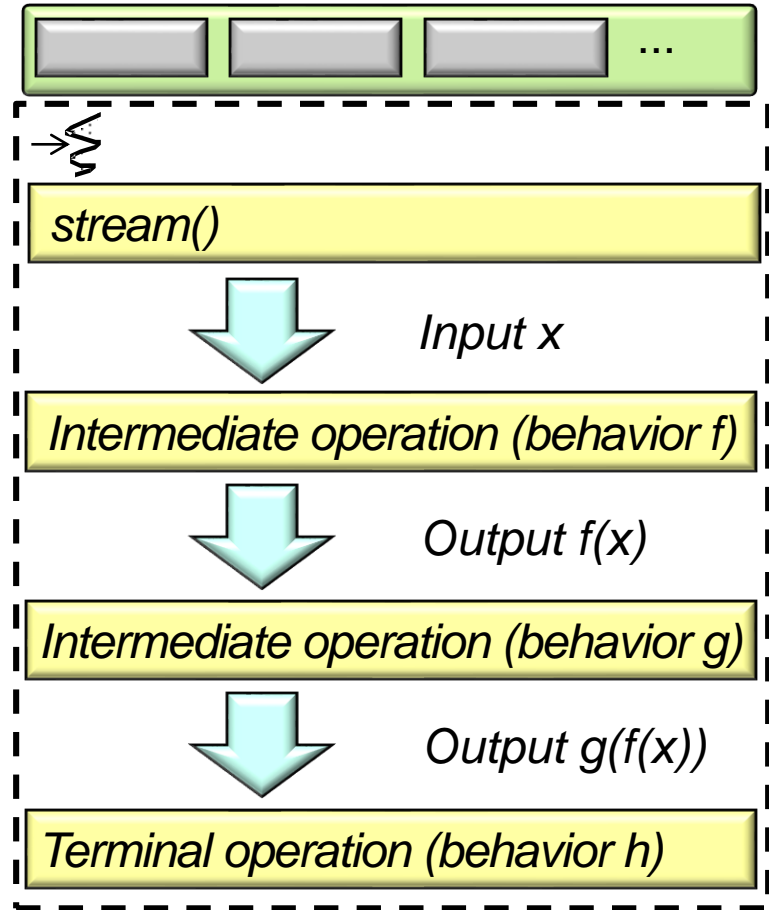 ...
stream()
Input x
Intermediate operation (behavior f)
Output f(x)
Intermediate operation (behavior g)
Output g(f(x))
Terminal operation (behavior h)